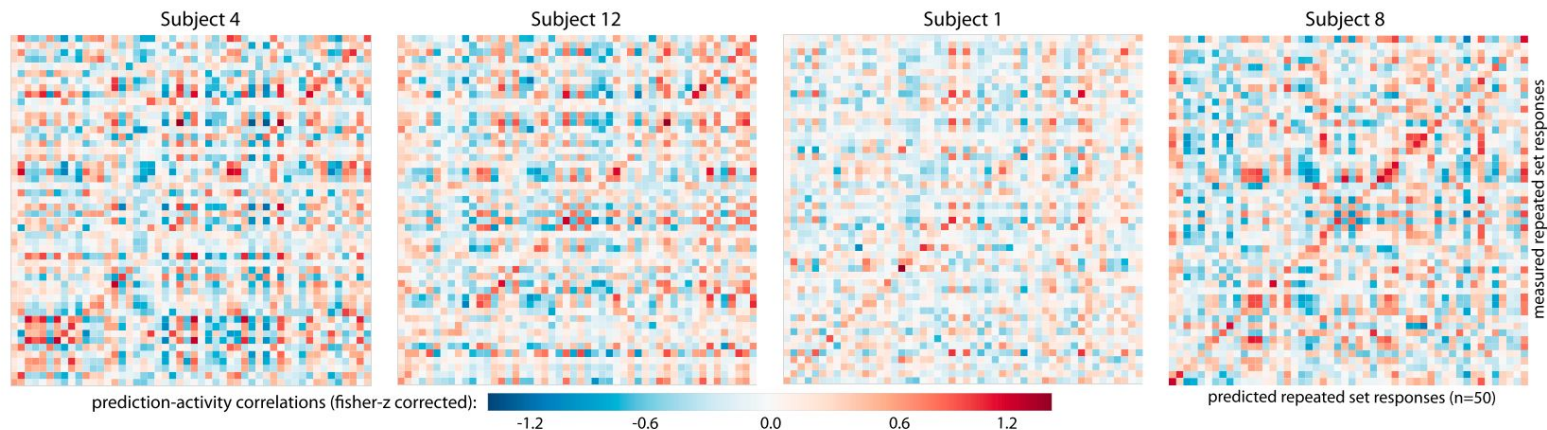 Subject 4
Subject 12
Subject 1
Subject 8
measured repeated set responses
predicted repeated set responses (n=50)
prediction-activity correlations (fisher-z corrected):
-1.2
-0.6
0.0
0.6
1.2